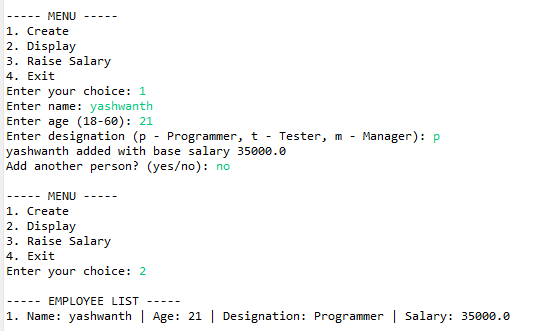 ----- MENU -----
1. Create
2. Display
3. Raise Salary
4. Exit
Enter your choice: 1
Enter name: yashwanth
Enter age (18-60): 21
Enter designation (p - Programmer, t - Tester, m - Manager): p
yashwanth added with base salary 35000.0
Add another person? (yes/no): no
----- MENU -----
1. Create
2. Display
3. Raise Salary
4. Exit
Enter your choice: 2
----- EMPLOYEE LIST -----
1. Name: yashwanth | Age: 21 | Designation: Programmer | Salary: 35000.0